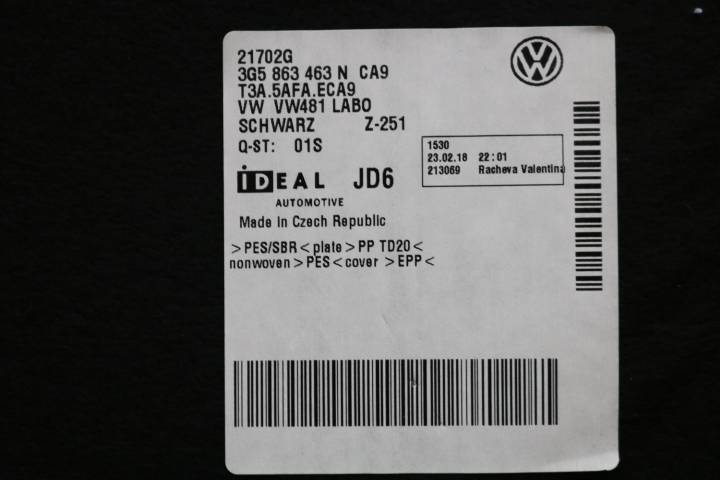 21702G
3G5 863 463 N CA9
T3A.5AFA.ECA9
VW VW481 LABO
SCHWARZ Z-251
Q-ST: 01S
1530
23.02.18 22:01
213069 Racheva Valentina
IDEAL JD6
AUTOMOTIVE
Made in Czech Republic
>PES/SBR<plate>PP TD20<
nonwoven>PES<cover >EPP<